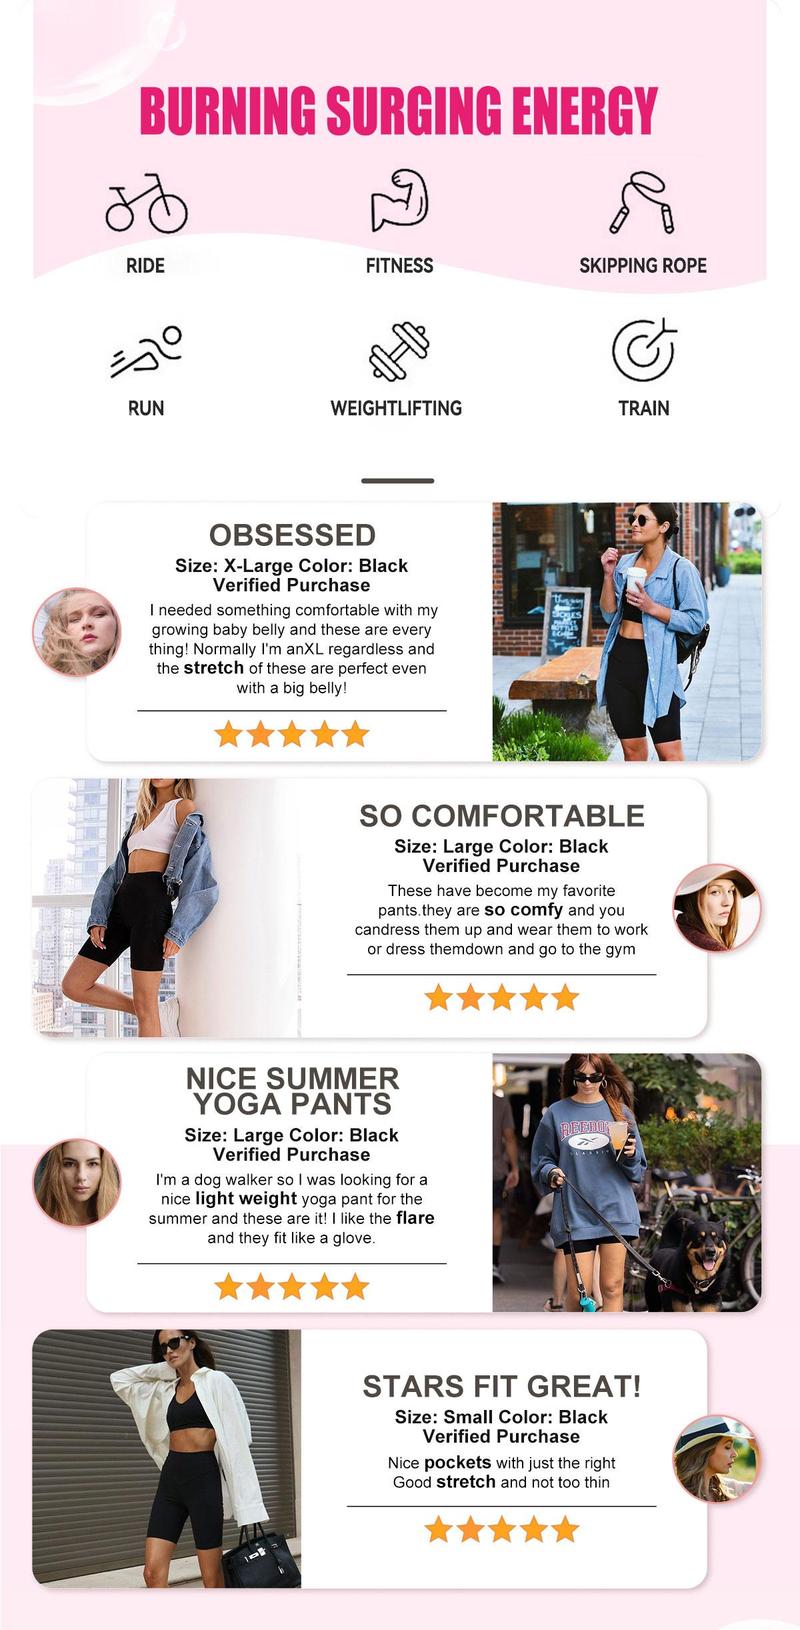 BURNING SURGING ENERGY
RIDE
FITNESS
SKIPPING ROPE
RUN
WEIGHTLIFTING
TRAIN
OBSESSED
Size: X-Large Color: Black
Verified Purchase
I needed something comfortable with my
growing baby belly and these are every
thing! Normally I'm anXL regardless and
the stretch of these are perfect even
with a big belly!
SO COMFORTABLE
Size: Large Color: Black
Verified Purchase
These have become my favorite
pants.they are so comfy and you
candress them up and wear them to work
or dress themdown and go to the gym
NICE SUMMER
YOGA PANTS
Size: Large Color: Black
Verified Purchase
I'm a dog walker so I was looking for a
nice light weight yoga pant for the
summer and these are it! I like the flare
and they fit like a glove.
REEBOK
CLASSIC
STARS FIT GREAT!
Size: Small Color: Black
Verified Purchase
Nice pockets with just the right
Good stretch and not too thin